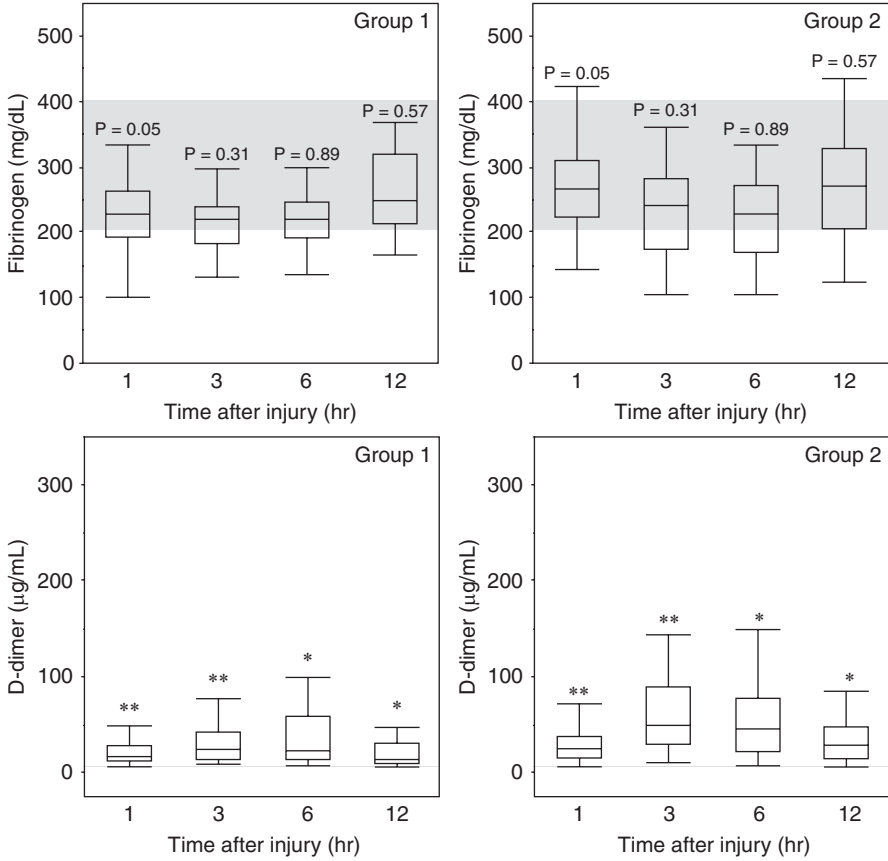 Group 1
500
400
300
200
100
0
Fibrinogen (mg/dL)
P = 0.05
P = 0.31
P = 0.89
P = 0.57
1 3 6 12
Time after injury (hr)
Group 2
500
400
300
200
100
0
Fibrinogen (mg/dL)
P = 0.05
P = 0.31
P = 0.89
P = 0.57
1 3 6 12
Time after injury (hr)
Group 1
300
200
100
0
D-dimer (μg/mL)
** ** * *
1 3 6 12
Time after injury (hr)
Group 2
300
200
100
0
D-dimer (μg/mL)
** ** * *
1 3 6 12
Time after injury (hr)